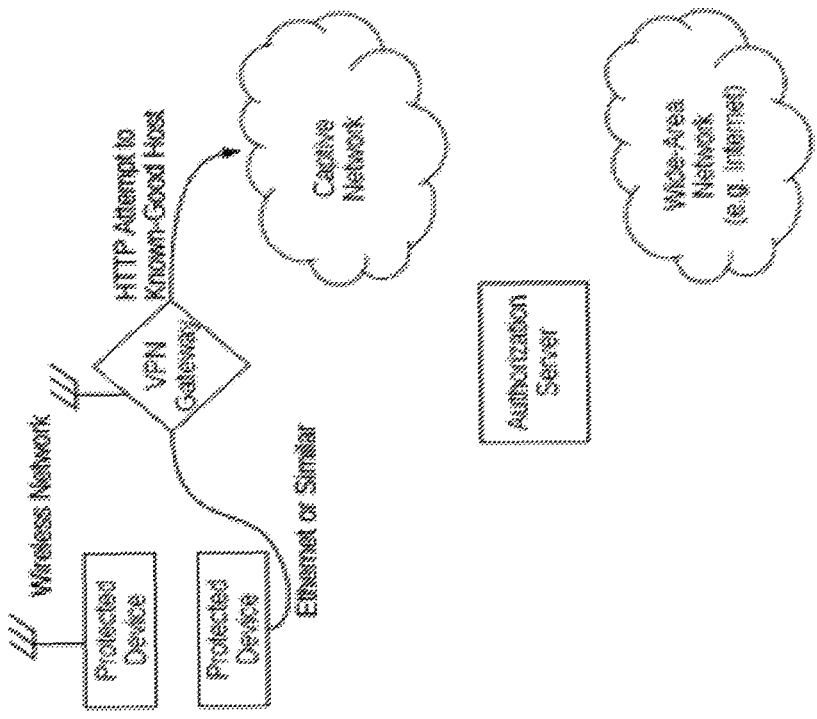 Wireless Network
Protected
Device
Protected
Device
Ethernet or Similar
VPN
Gateway
HTTP Attempt to
Known-Good Host
Captive
Network
Authorization
Server
Wide-Area
Network
(e.g. internet)